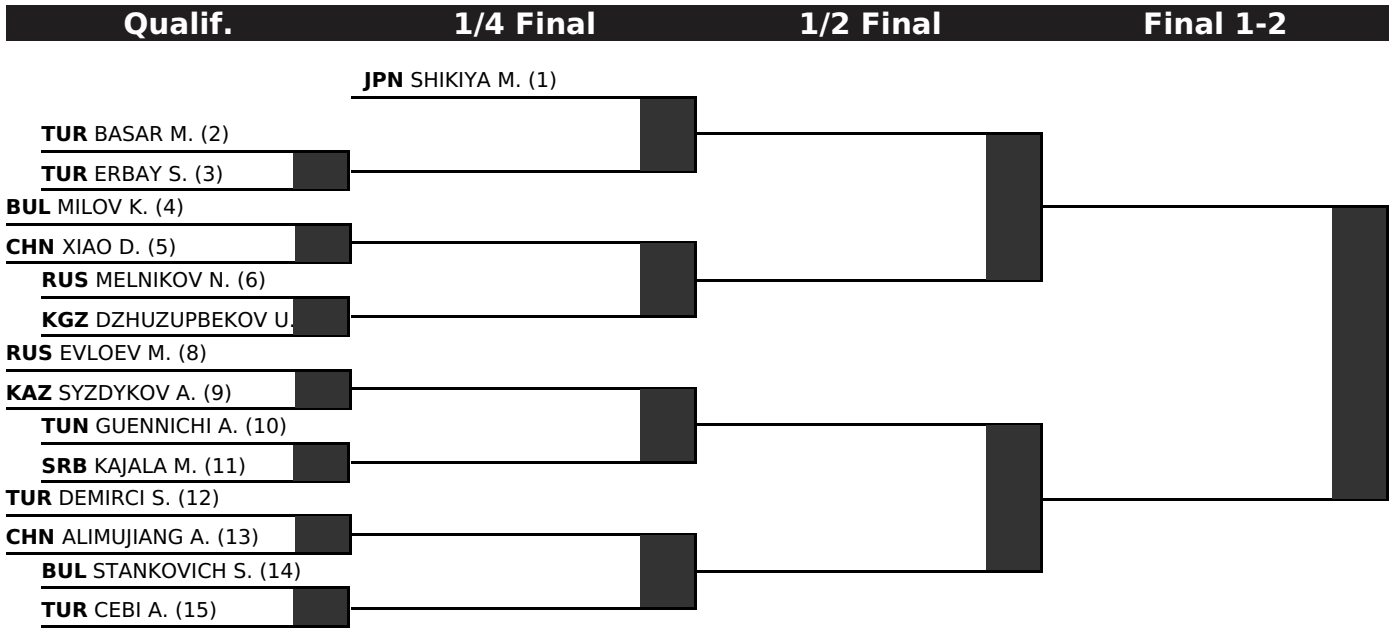 Qualif. 1/4 Final 1/2 Final Final 1-2
JPN SHIKIYA M. (1)
TUR BASAR M. (2)
TUR ERBAY S. (3)
BUL MILOV K. (4)
CHN XIAO D. (5)
RUS MELNIKOV N. (6)
KGZ DZHUZUPBEKOV U.
RUS EVLOEV M. (8)
KAZ SYZDYKOV A. (9)
TUN GUENNICHI A. (10)
SRB KAJALA M. (11)
TUR DEMIRCI S. (12)
CHN ALIMUJIANG A. (13)
BUL STANKOVICH S. (14)
TUR CEBI A. (15)